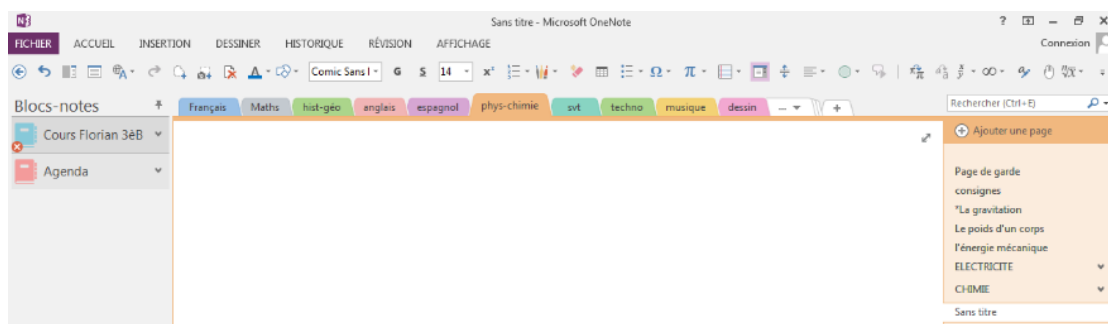 Sans titre - Microsoft OneNote
FICHIER ACCUEIL INSERTION DESSINER HISTORIQUE RÉVISION AFFICHAGE
Connexion
Comic Sans 14
Blocs-notes
Français Maths hist-géo anglais espagnol phys-chimie svt techno musique dessin
Rechercher (Ctrl+E)
Cours Florian 3èB
Ajouter une page
Agenda
Page de garde
consignes
*La gravitation
Le poids d'un corps
l'énergie mécanique
ELECTRICITE
CHIMIE
Sans titre